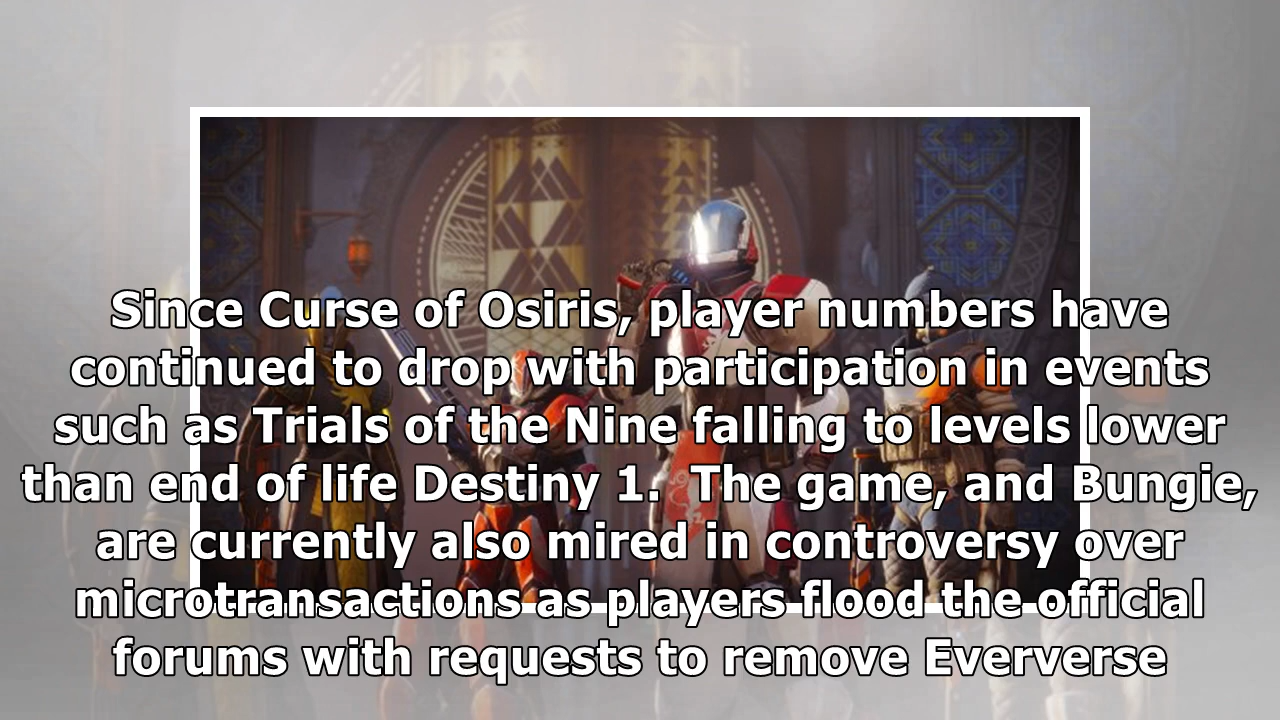 Since Curse of Osiris, player numbers have
continued to drop with participation in events
such as Trials of the Nine falling to levels lower
than end of life Destiny 1.  The game, and Bungie,
are currently also mired in controversy over
microtransactions as players flood the official
forums with requests to remove Eververse